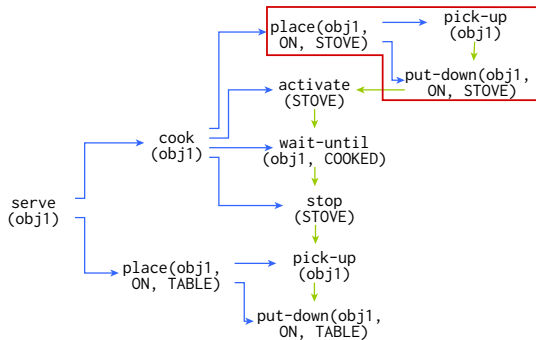 place(obj1,
ON, STOVE)
pick-up
(obj1)
put-down(obj1,
ON, STOVE)
activate
(STOVE)
cook
(obj1)
wait-until
(obj1, COOKED)
serve
(obj1)
stop
(STOVE)
place(obj1,
ON, TABLE)
pick-up
(obj1)
put-down(obj1,
ON, TABLE)